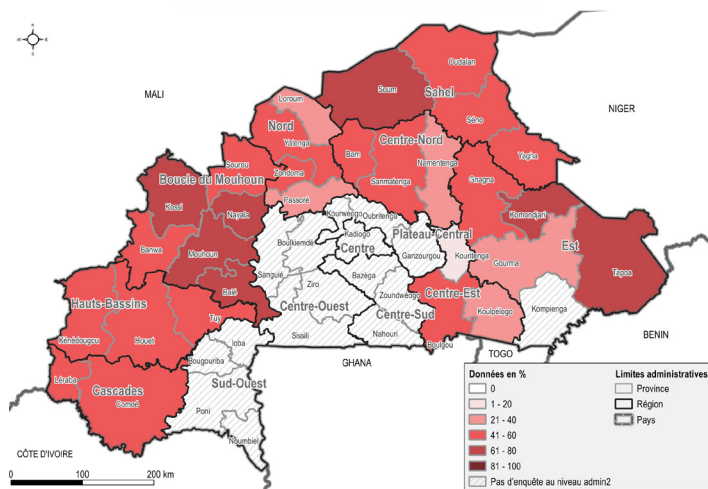 N
E
S
MALI
NIGER
Oudalan
Soum
Sahel
Loroum
Séno
Nord
Yatenga
Centre-Nord
Yagha
Sourou
Bam
Namentenga
Zondoma
Sanmatenga
Gnagna
Boucle du Mouhoun
Kossi
Passoré
Komondjari
Nayala
Kourwéogo
Oubritenga
Banwa
Mouhoun
Boulkiemdé
Kadiogo
Plateau-Central
Est
Centre
Ganzourgou
Kouritenga
Sanguié
Gourma
Tapoa
Balé
Ziro
Bazèga
Hauts-Bassins
Zoundwéogo
Centre-Est
Kompienga
Centre-Ouest
Koulpélogo
Tuy
Centre-Sud
Kénédougou
Houet
Ioba
Sissili
Nahouri
Boulgou
BENIN
GHANA
TOGO
Bougouriba
Léraba
Cascades
Sud-Ouest
Comoé
Poni
Noumbiel
CÔTE D'IVOIRE
0 100 200 km
Données en %
0
1 - 20
21 - 40
41 - 60
61 - 80
81 - 100
Pas d'enquête au niveau admin2
Limites administratives
Province
Région
Pays